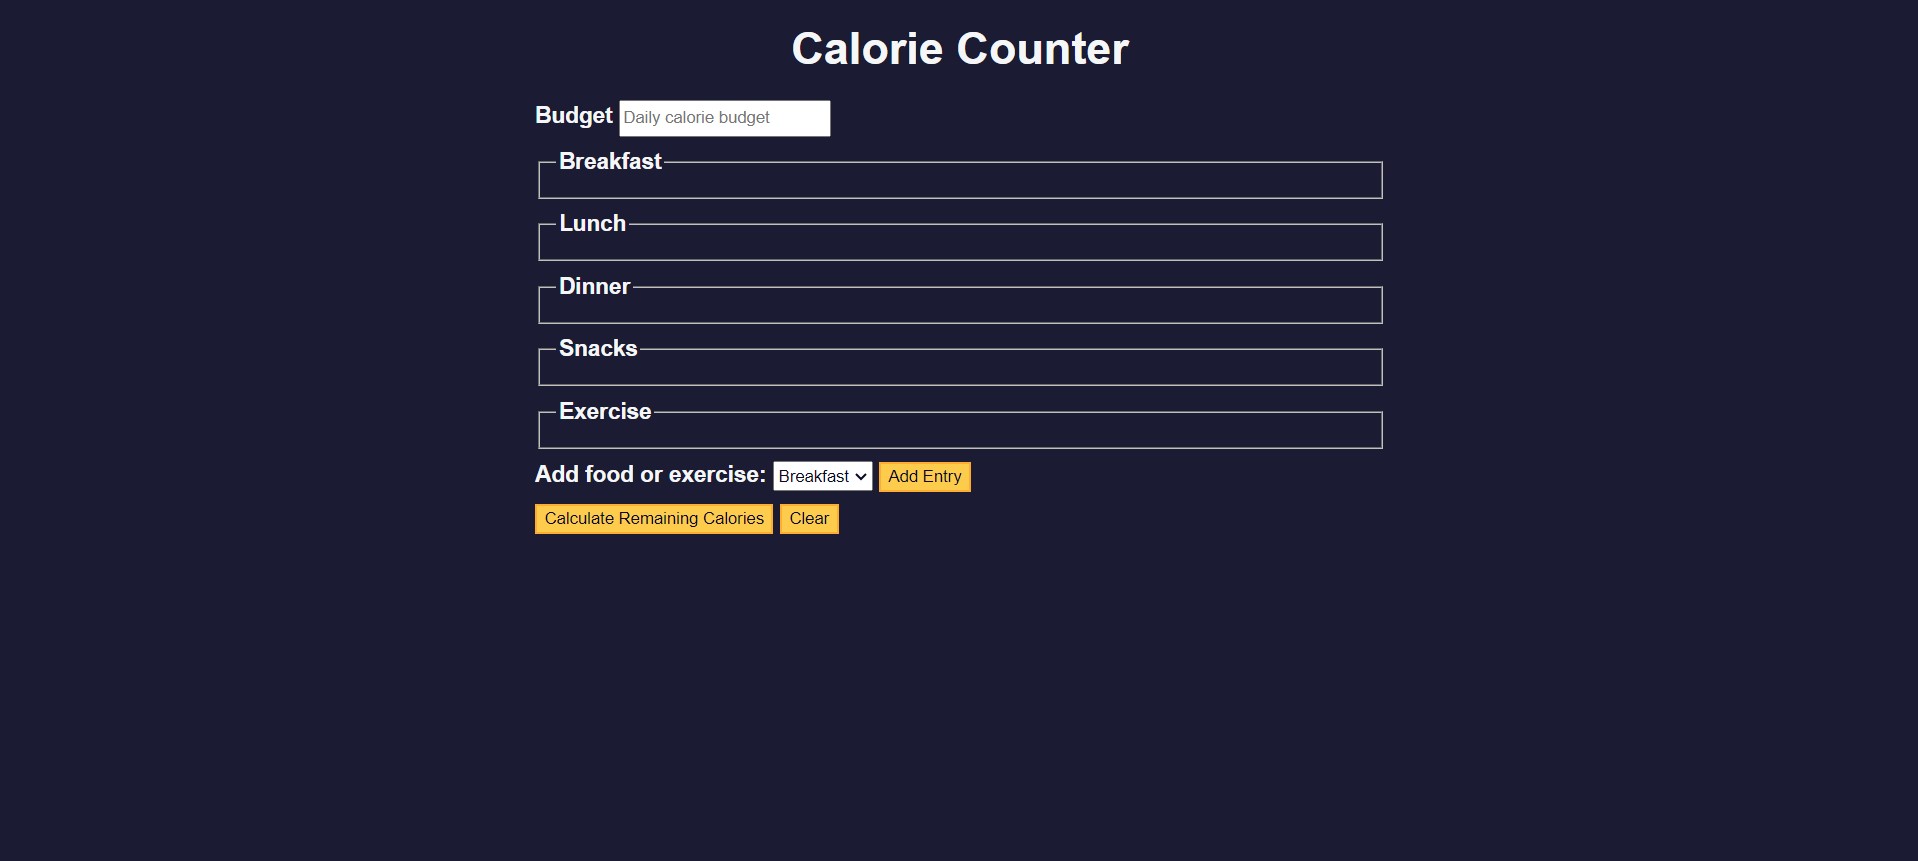 Calorie Counter
Budget Daily calorie budget
Breakfast
Lunch
Dinner
Snacks
Exercise
Add food or exercise: Breakfast Add Entry
Calculate Remaining Calories Clear